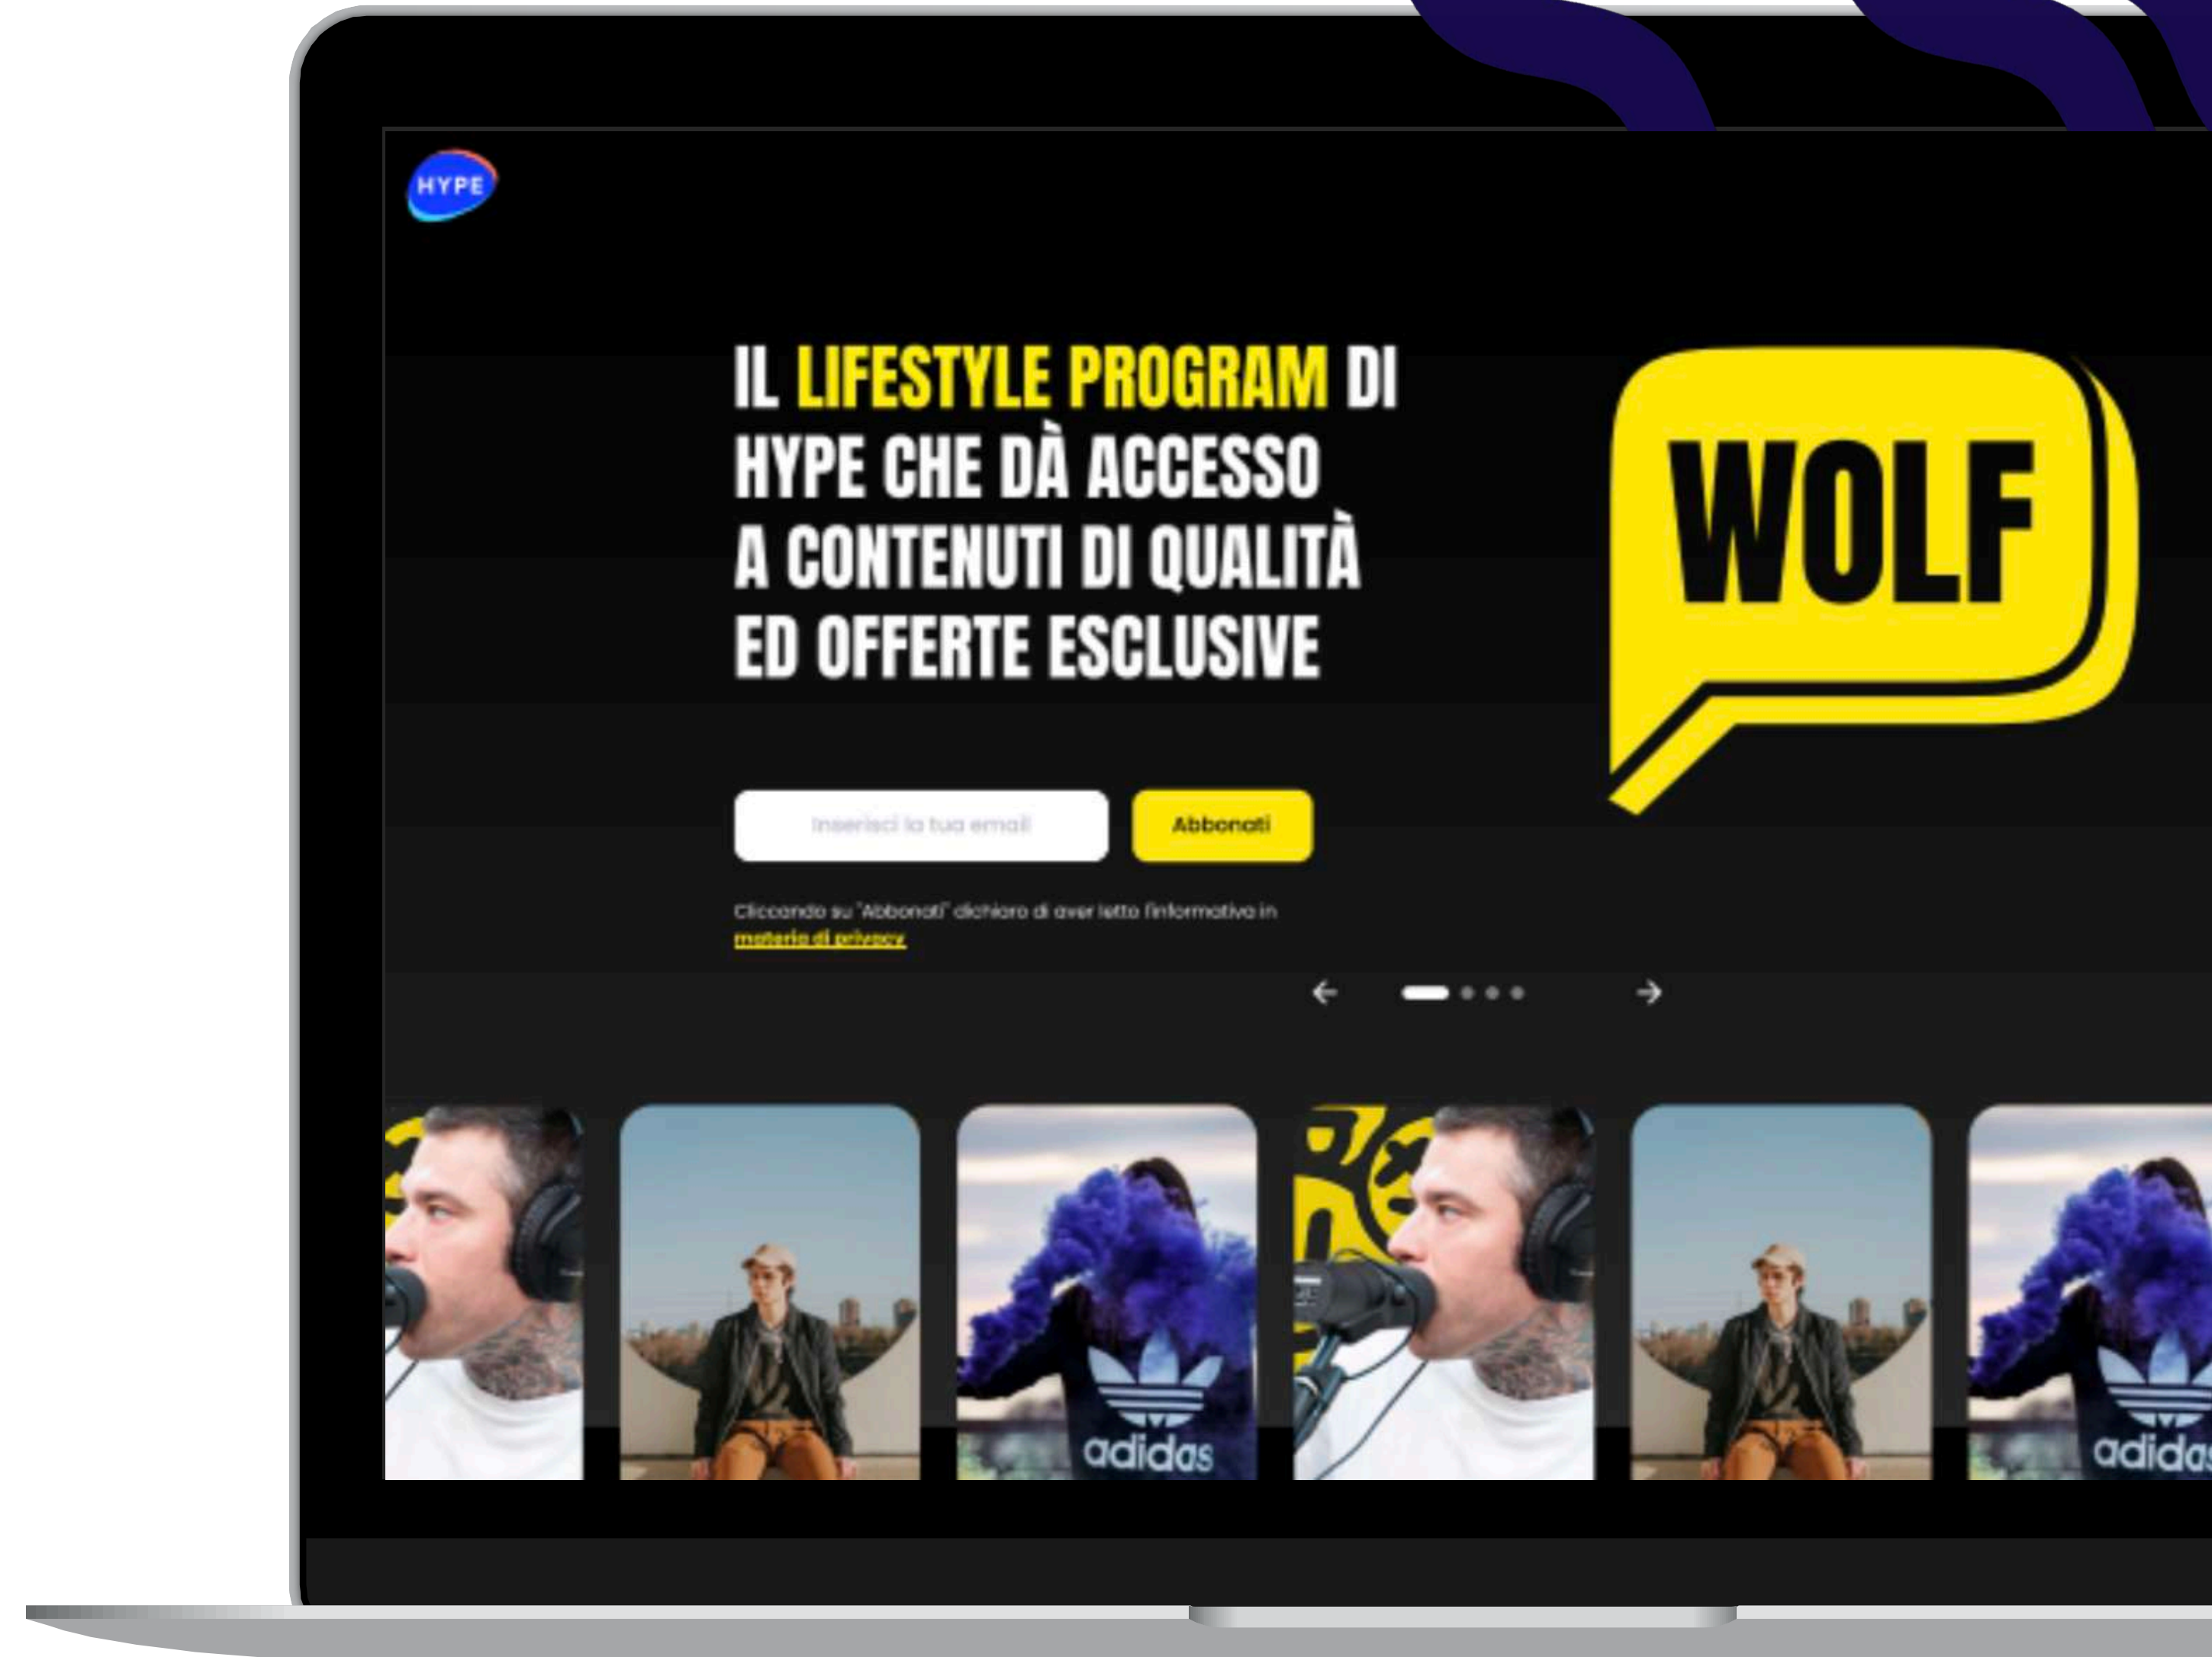 HYPE
IL LIFESTYLE PROGRAM DI
HYPE CHE DÀ ACCESSO
A CONTENUTI DI QUALITÀ
ED OFFERTE ESCLUSIVE
WOLF
Inserisci la tua email
Abbonati
Cliccando su "Abbonati" dichiaro di aver letto l'informativa in
materia di privacy
adidas
adidas